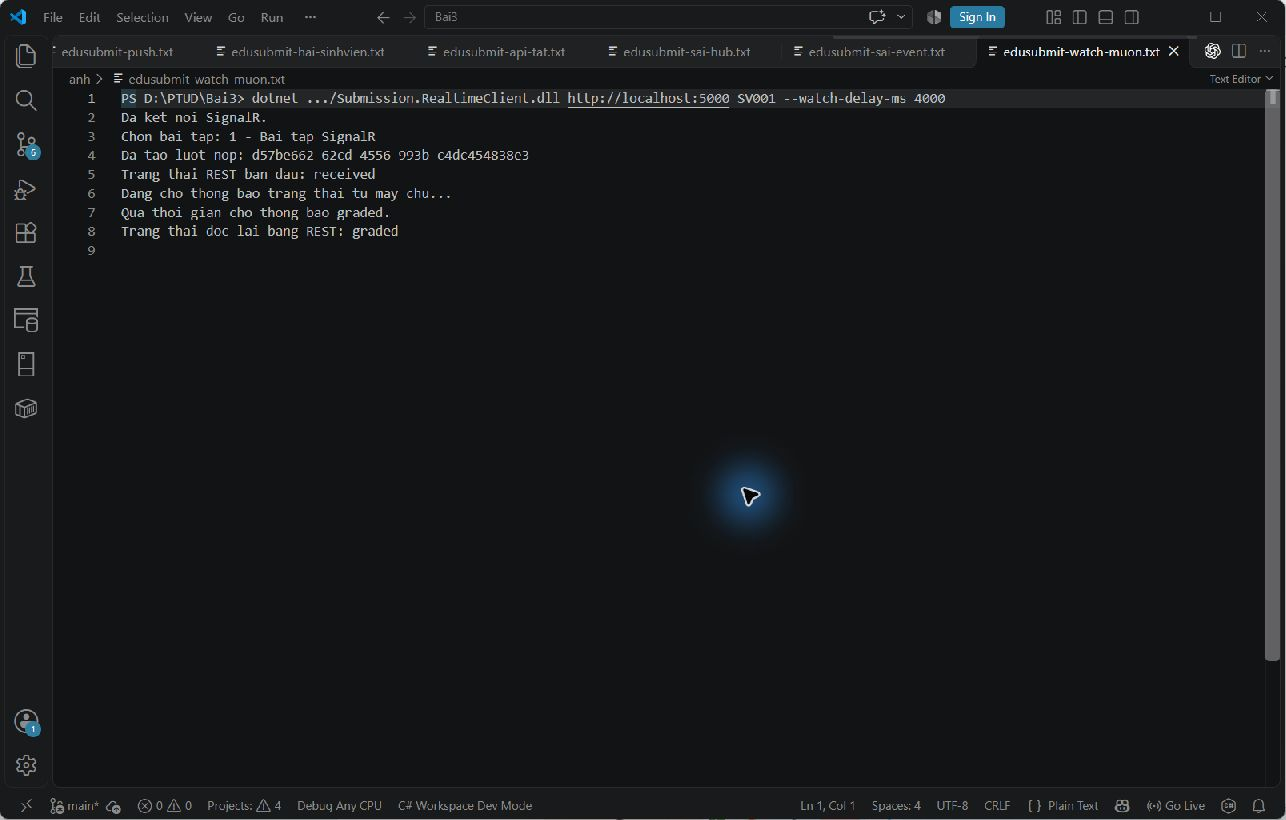 File Edit Selection View Go Run ··· Bai3 Sign In
edusubmit-push.txt edusubmit-hai-sinhvien.txt edusubmit-api-tat.txt edusubmit-sai-hub.txt edusubmit-sai-event.txt edusubmit-watch-muon.txt
anh > edusubmit-watch-muon.txt Text Editor
1 PS D:\PTUD\Bai3> dotnet .../Submission.RealtimeClient.dll http://localhost:5000 SV001 --watch-delay-ms 4000
2 Da ket noi SignalR.
3 Chon bai tap: 1 - Bai tap SignalR
4 Da tao luot nop: d57be662-62cd-4556-993b-c4dc454838e3
5 Trang thai REST ban dau: received
6 Dang cho thong bao trang thai tu may chu...
7 Qua thoi gian cho thong bao graded.
8 Trang thai doc lai bang REST: graded
9
5
1
main* 0 0 Projects: 4 Debug Any CPU C# Workspace Dev Mode Ln 1, Col 1 Spaces: 4 UTF-8 CRLF { } Plain Text Go Live